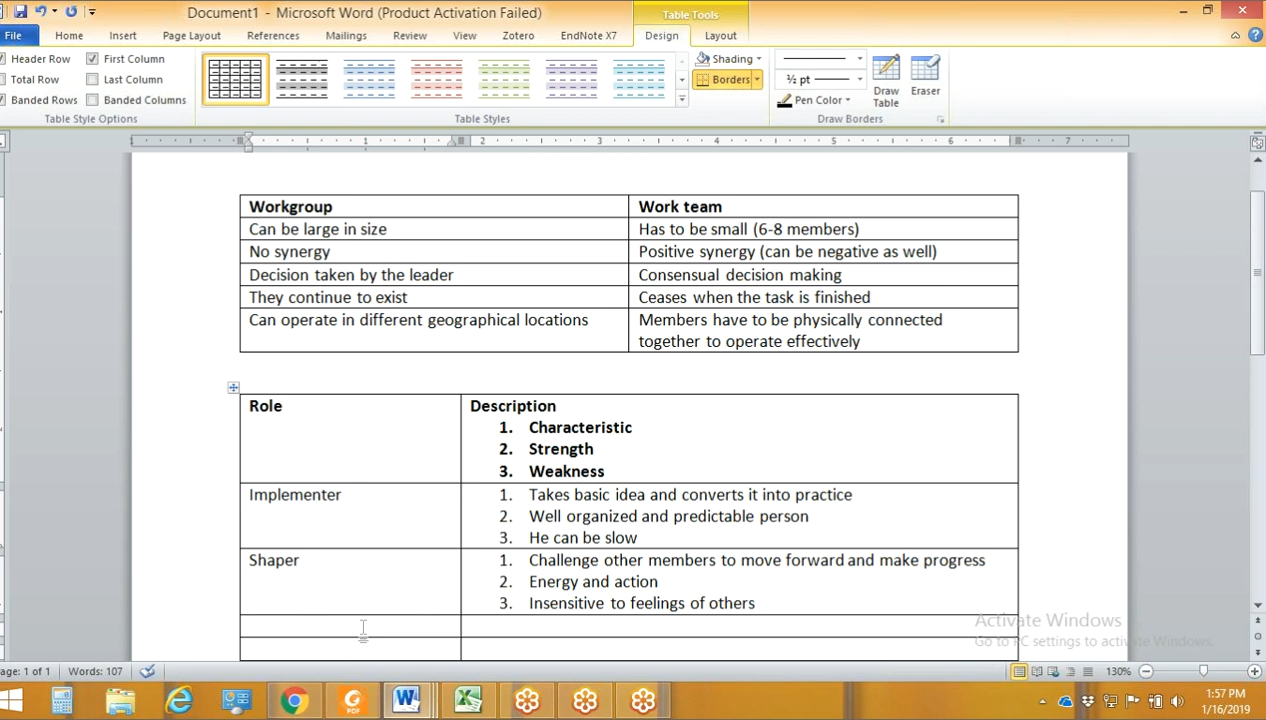 Document1 - Microsoft Word (Product Activation Failed)
Table Tools
File Home Insert Page Layout References Mailings Review View Zotero EndNote X7 Design Layout
Header Row First Column
Total Row Last Column
Banded Rows Banded Columns
Table Style Options
Table Styles
Shading
Borders
½ pt
Pen Color
Draw Table
Eraser
Draw Borders
1 2 3 4 5 6 7
Workgroup Work team
Can be large in size Has to be small (6-8 members)
No synergy Positive synergy (can be negative as well)
Decision taken by the leader Consensual decision making
They continue to exist Ceases when the task is finished
Can operate in different geographical locations Members have to be physically connected
together to operate effectively
Role Description
1. Characteristic
2. Strength
3. Weakness
Implementer 1. Takes basic idea and converts it into practice
2. Well organized and predictable person
3. He can be slow
Shaper 1. Challenge other members to move forward and make progress
2. Energy and action
3. Insensitive to feelings of others
Activate Windows
Go to PC settings to activate Windows.
age: 1 of 1 Words: 107 130%
PDF
1:57 PM
1/16/2019